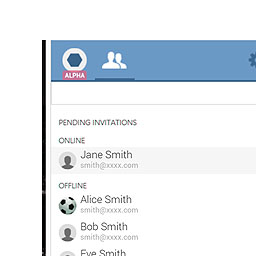 ALPHA
PENDING INVITATIONS
ONLINE
Jane Smith
smith@xxxx.com
OFFLINE
Alice Smith
smith@xxxx.com
Bob Smith
smith@xxxx.com
Eve Smith